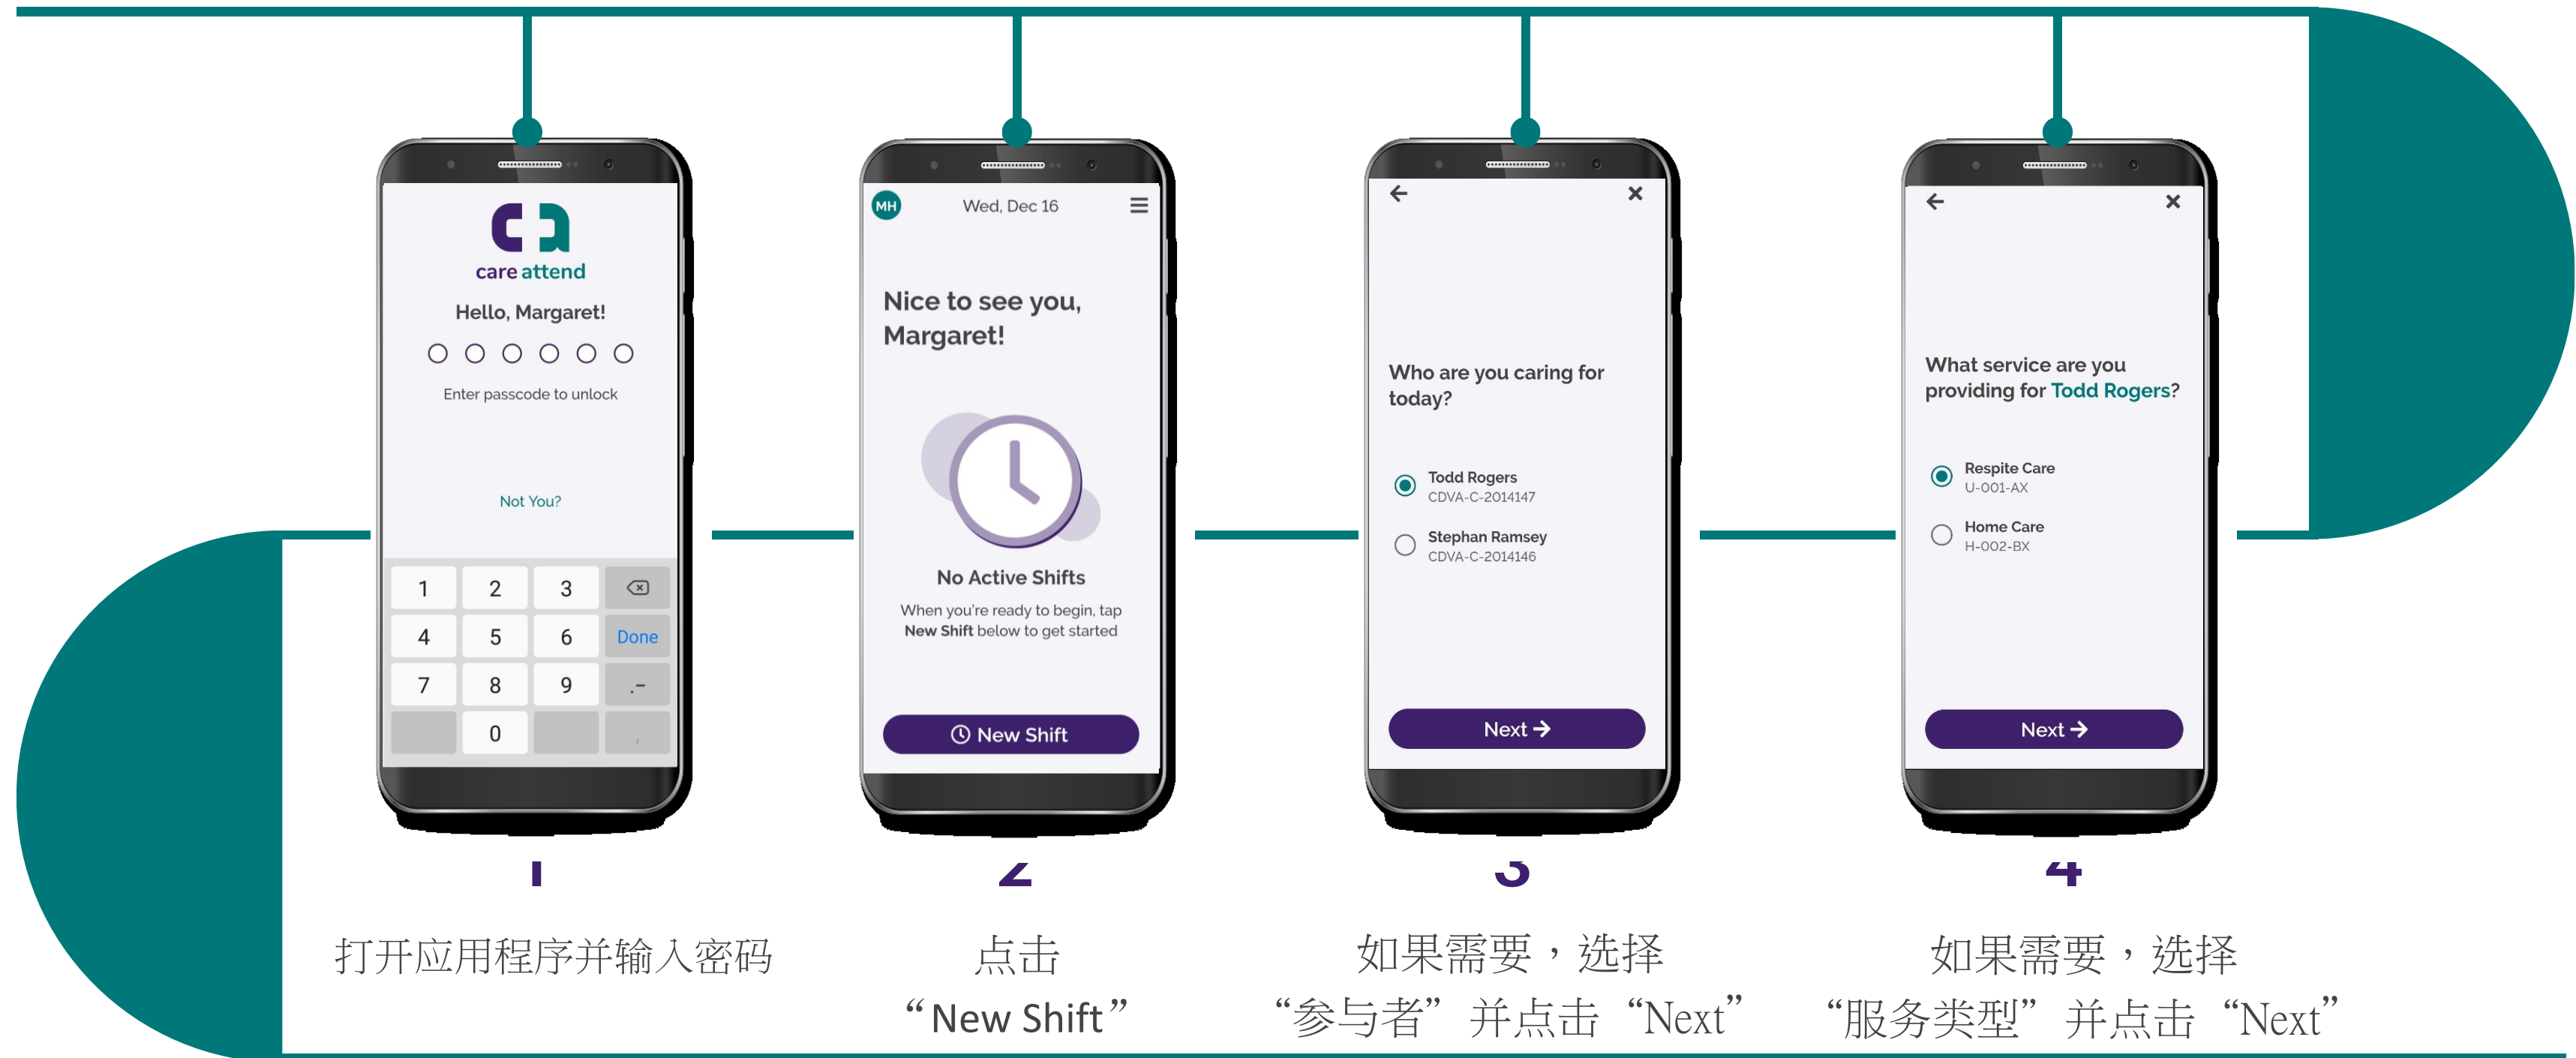 care attend
Hello, Margaret!
Enter passcode to unlock
Not You?
1 2 3
4 5 6 Done
7 8 9 .-
0 ,
MH Wed, Dec 16
Nice to see you,
Margaret!
No Active Shifts
When you're ready to begin, tap
New Shift below to get started
New Shift
Who are you caring for
today?
Todd Rogers
CDVA-C-2014147
Stephan Ramsey
CDVA-C-2014146
Next
What service are you
providing for Todd Rogers?
Respite Care
U-001-AX
Home Care
H-002-BX
Next
1
打开应用程序并输入密码
2
点击
“New Shift”
3
如果需要，选择
“参与者”并点击“Next”
4
如果需要，选择
“服务类型”并点击“Next”